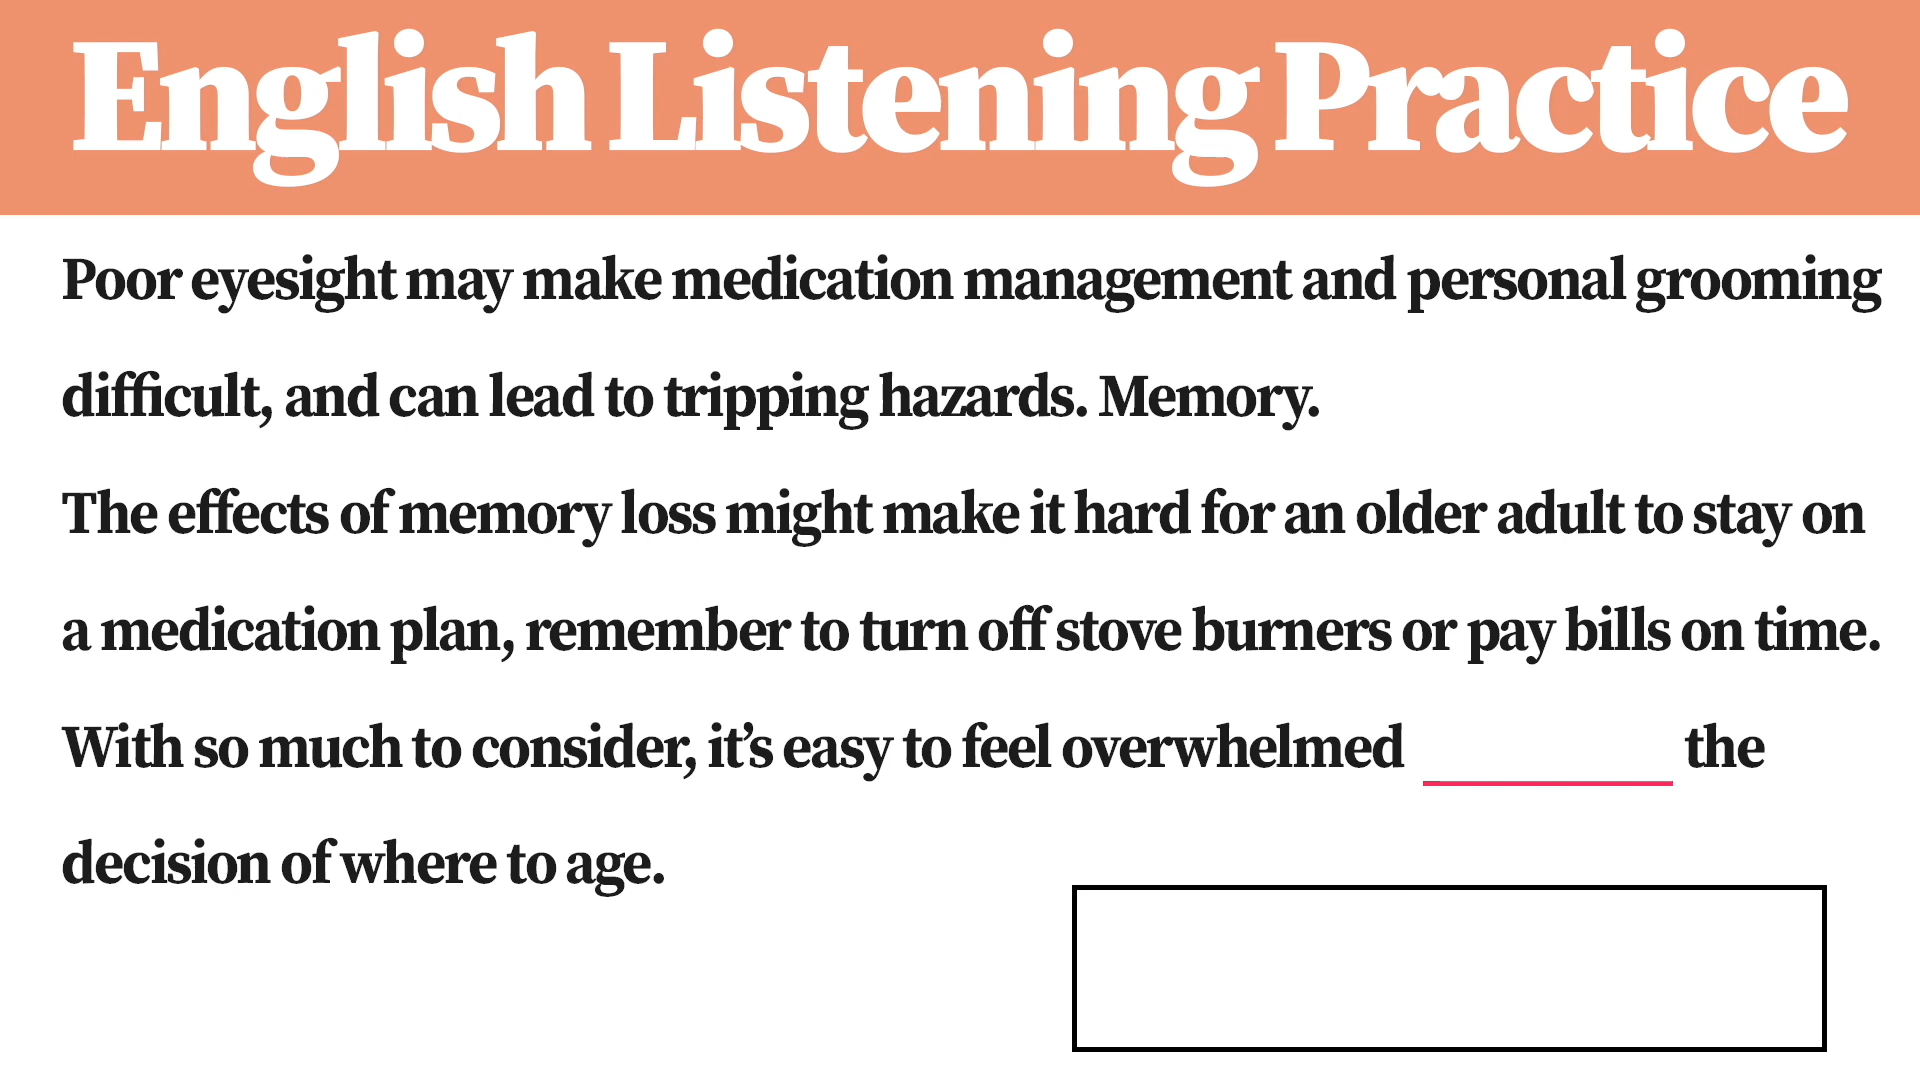 English Listening Practice
Poor eyesight may make medication management and personal grooming
difficult, and can lead to tripping hazards. Memory.
The effects of memory loss might make it hard for an older adult to stay on
a medication plan, remember to turn off stove burners or pay bills on time.
With so much to consider, it’s easy to feel overwhelmed ________ the
decision of where to age.